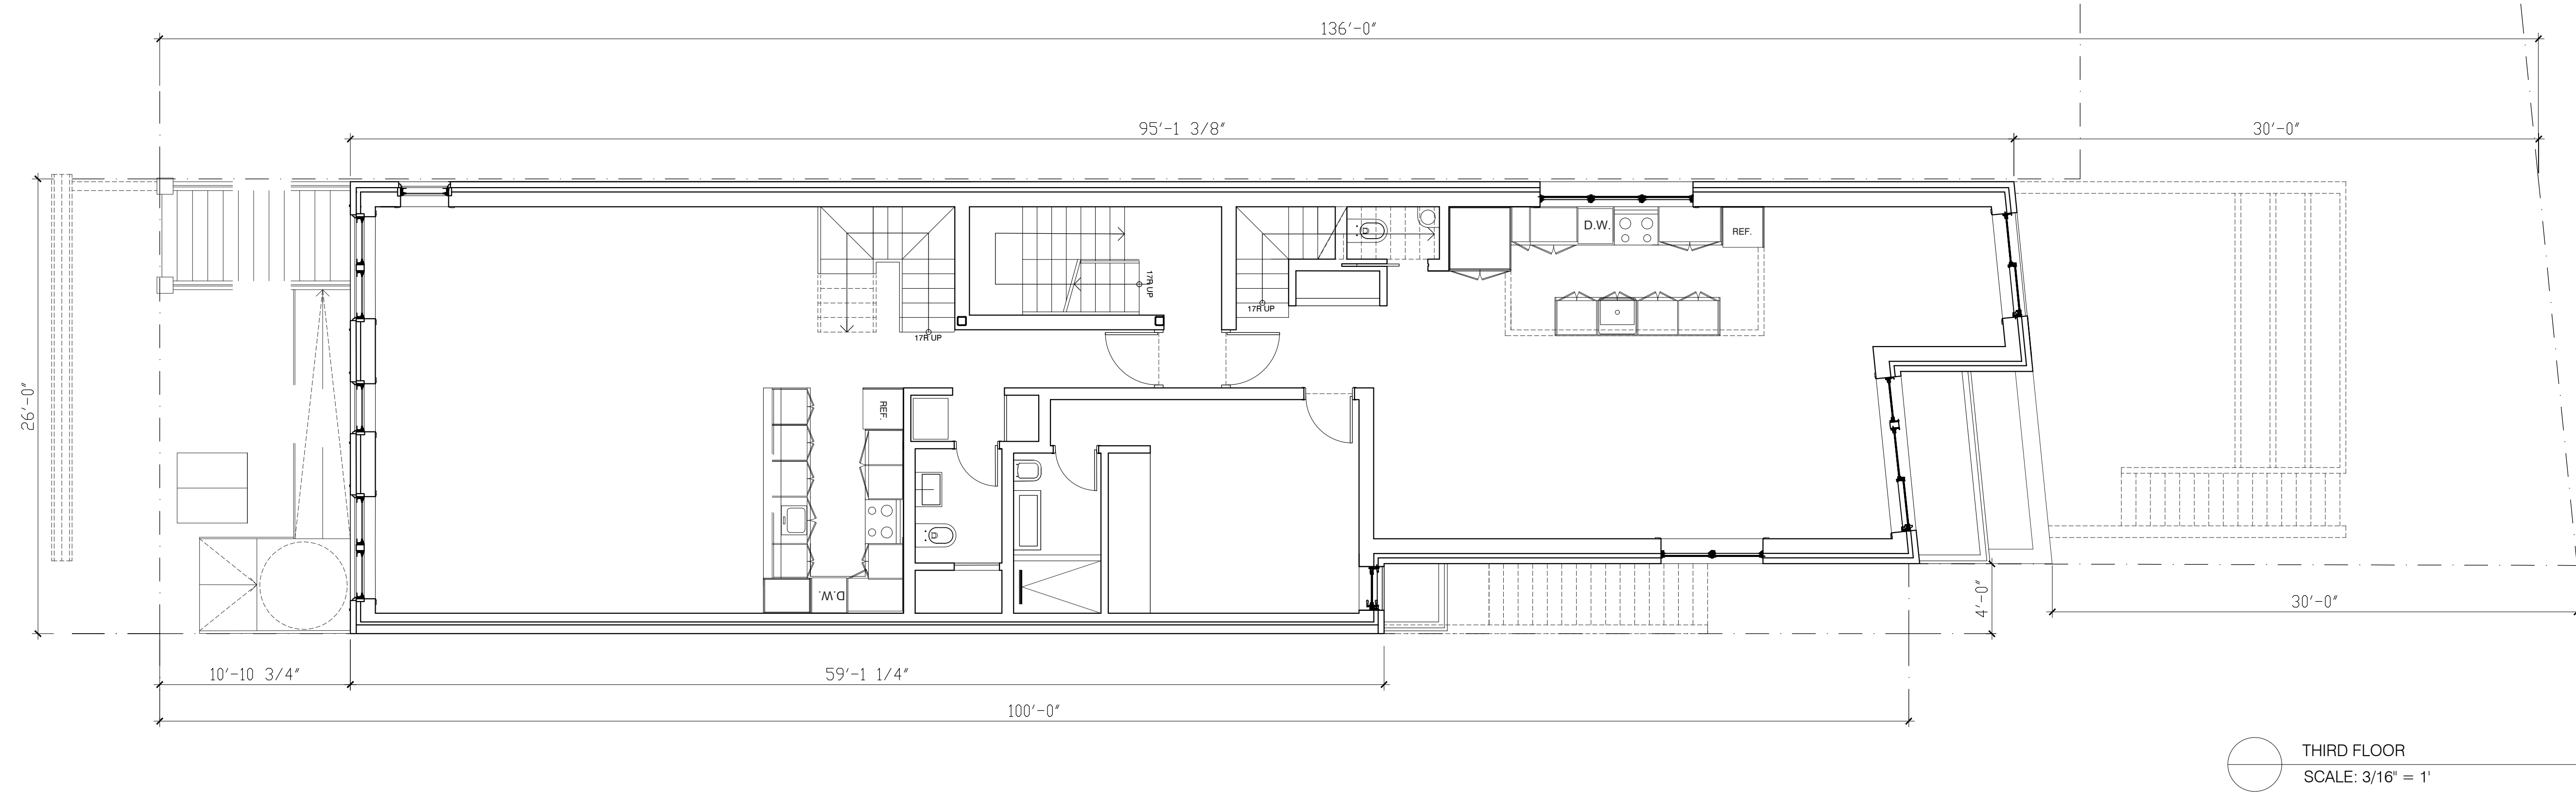 136'-0"
95'-1 3/8"
30'-0"
D.W.
REF.
17R UP
17R UP
17R UP
26'-0"
REF.
D.W.
4'-0"
30'-0"
10'-10 3/4"
59'-1 1/4"
100'-0"
THIRD FLOOR
SCALE: 3/16" = 1'